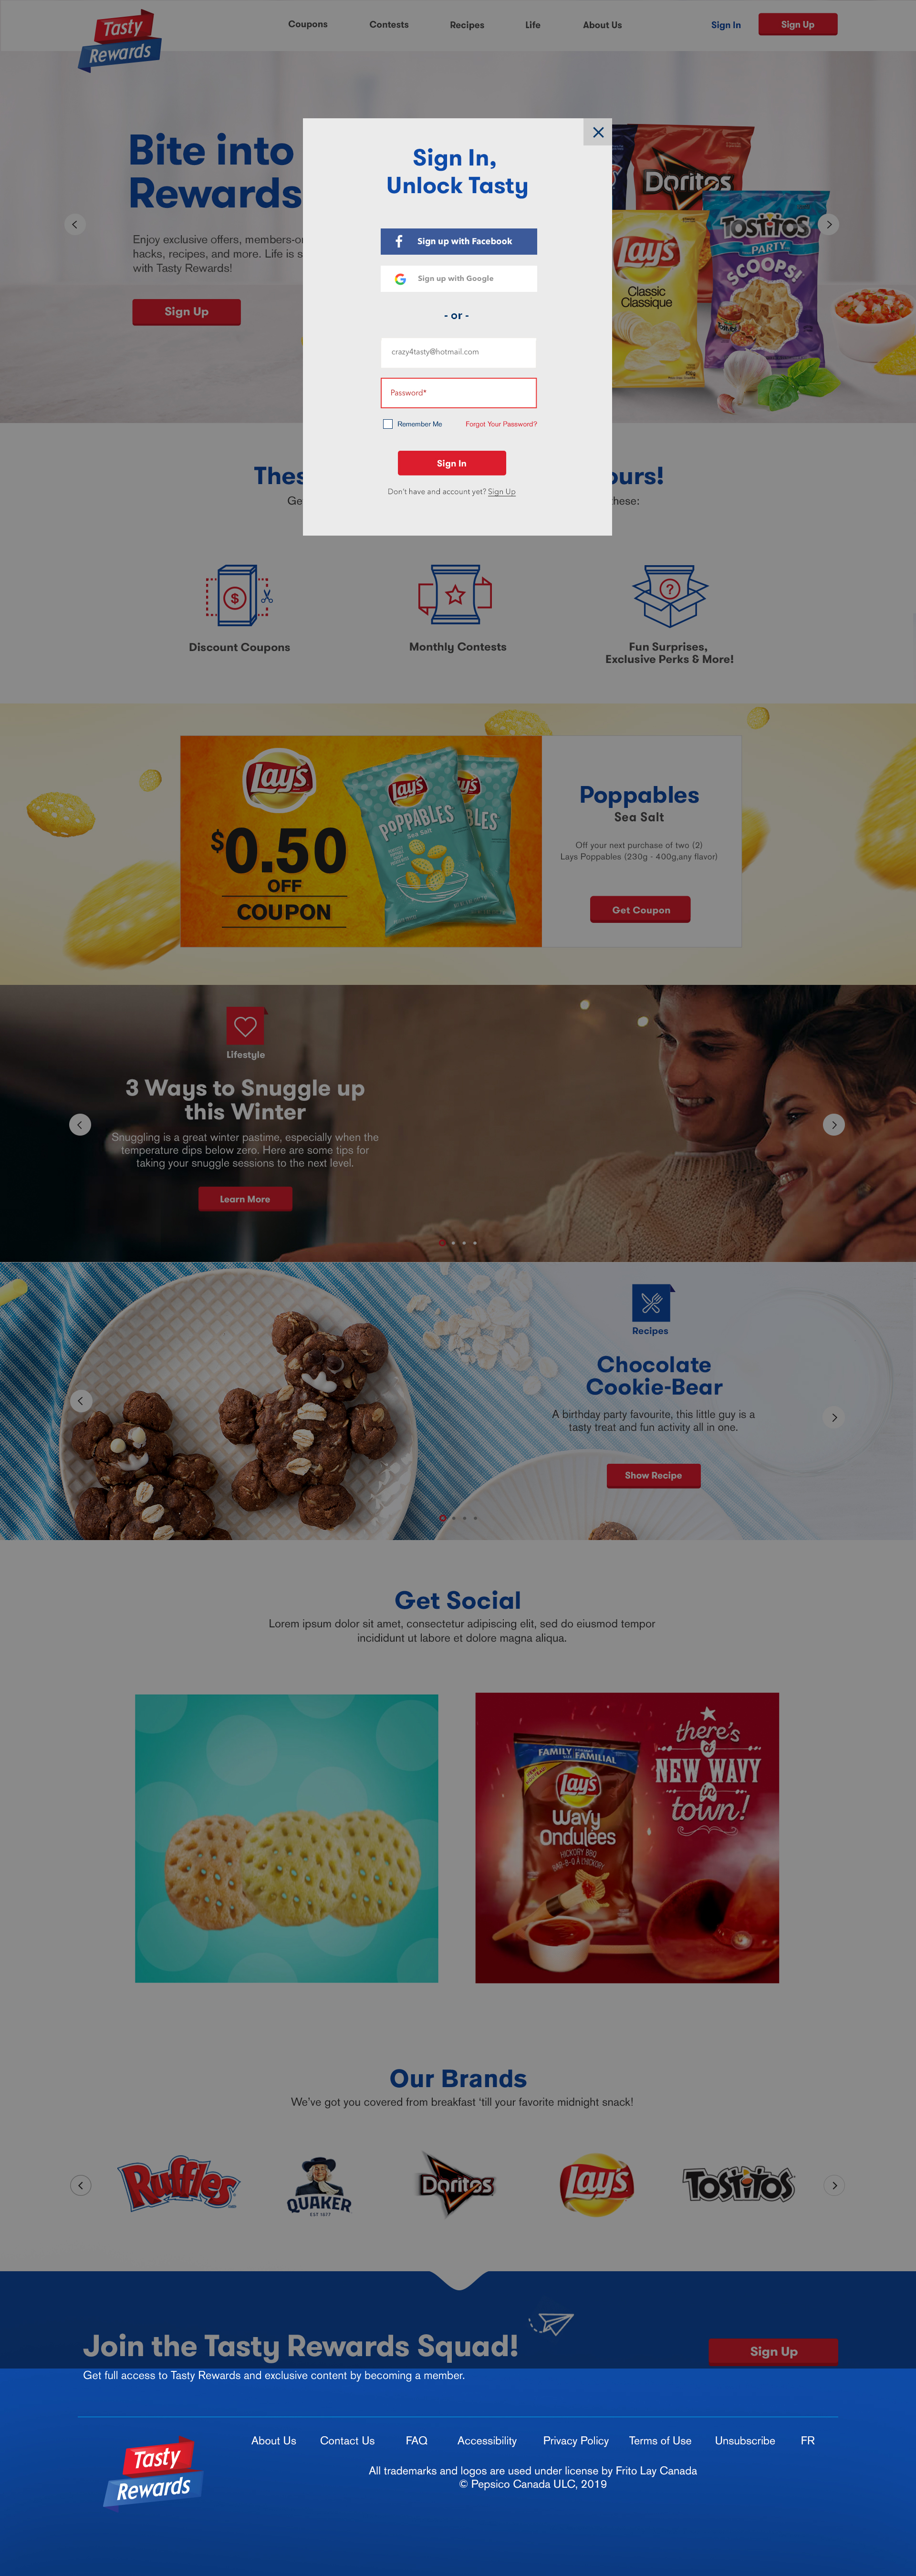 Tasty
Rewards
Coupons
Contests
Recipes
Life
About Us
Sign In
Sign Up
Bite into
Rewards
Enjoy exclusive offers, members-o
hacks, recipes, and more. Life is s
with Tasty Rewards!
Sign Up
Sign In,
Unlock Tasty
Sign up with Facebook
Sign up with Google
- or -
crazy4tasty@hotmail.com
Password*
Remember Me
Forgot Your Password?
Sign In
Don't have and account yet? Sign Up
Doritos
Lay's
Classic
Classique
TOSTITOS
PARTY
SCOOPS!
Thes
ours!
Ge
hese:
$
Discount Coupons
Monthly Contests
?
Fun Surprises,
Exclusive Perks & More!
Lay's
$0.50
OFF
COUPON
Lay's
POPPABLES
Sea Salt
Poppables
Sea Salt
Off your next purchase of two (2)
Lays Poppables (230g - 400g,any flavor)
Get Coupon
Lifestyle
3 Ways to Snuggle up
this Winter
Snuggling is a great winter pastime, especially when the
temperature dips below zero. Here are some tips for
taking your snuggle sessions to the next level.
Learn More
Recipes
Chocolate
Cookie-Bear
A birthday party favourite, this little guy is a
tasty treat and fun activity all in one.
Show Recipe
Get Social
Lorem ipsum dolor sit amet, consectetur adipiscing elit, sed do eiusmod tempor
incididunt ut labore et dolore magna aliqua.
FAMILY FAMILIAL
Lay's
Wavy
Ondulées
HICKORY BBQ
BAR-B-Q À L'HICKORY
there's
a
NEW WAVY
in
town!
Our Brands
We've got you covered from breakfast ‘till your favorite midnight snack!
Ruffles
QUAKER
EST 1877
Doritos
Lay's
TOSTITOS
Join the Tasty Rewards Squad!
Sign Up
Get full access to Tasty Rewards and exclusive content by becoming a member.
Tasty
Rewards
About Us
Contact Us
FAQ
Accessibility
Privacy Policy
Terms of Use
Unsubscribe
FR
All trademarks and logos are used under license by Frito Lay Canada
© Pepsico Canada ULC, 2019